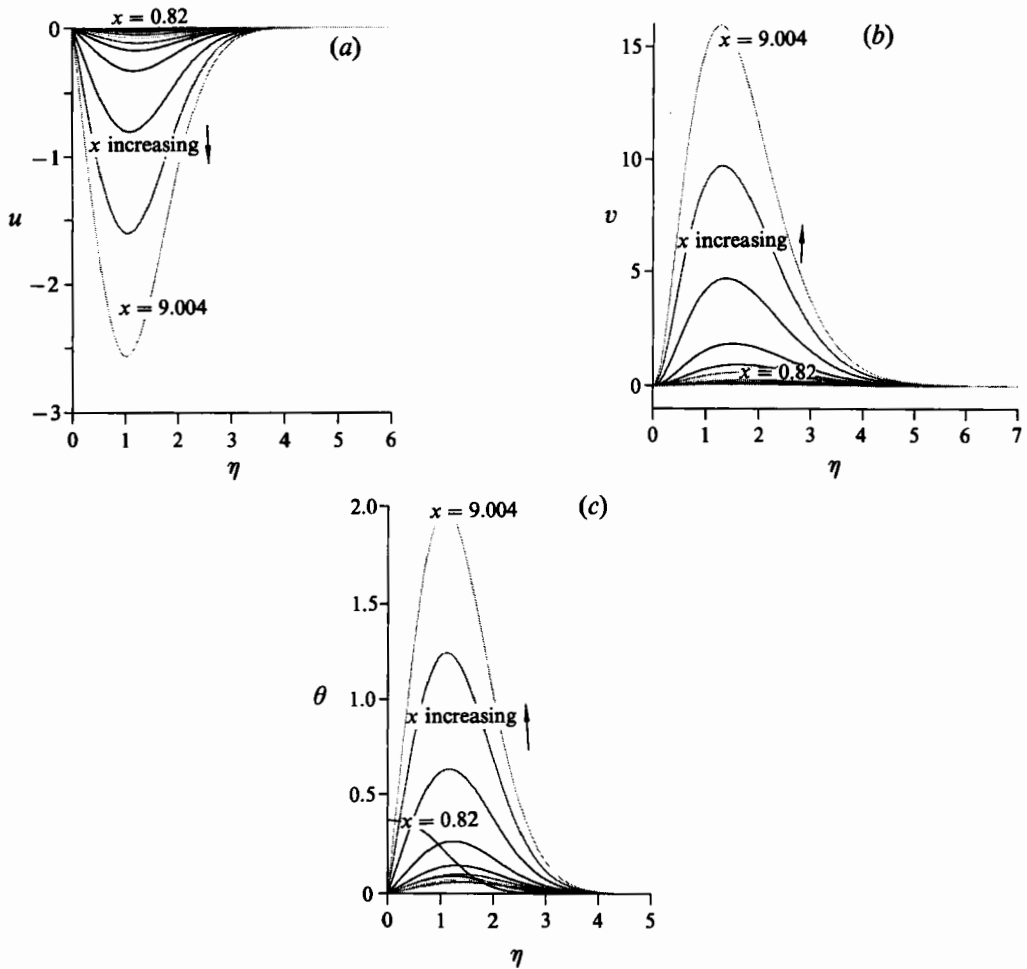 x = 0.82
(a)
0
−1
−2
−3
u
x increasing
x = 9.004
0 1 2 3 4 5 6
η
(b)
x = 9.004
15
10
5
0
v
x increasing
x = 0.82
0 1 2 3 4 5 6 7
η
(c)
x = 9.004
2.0
1.5
1.0
0.5
0
θ
x increasing
x = 0.82
0 1 2 3 4 5
η